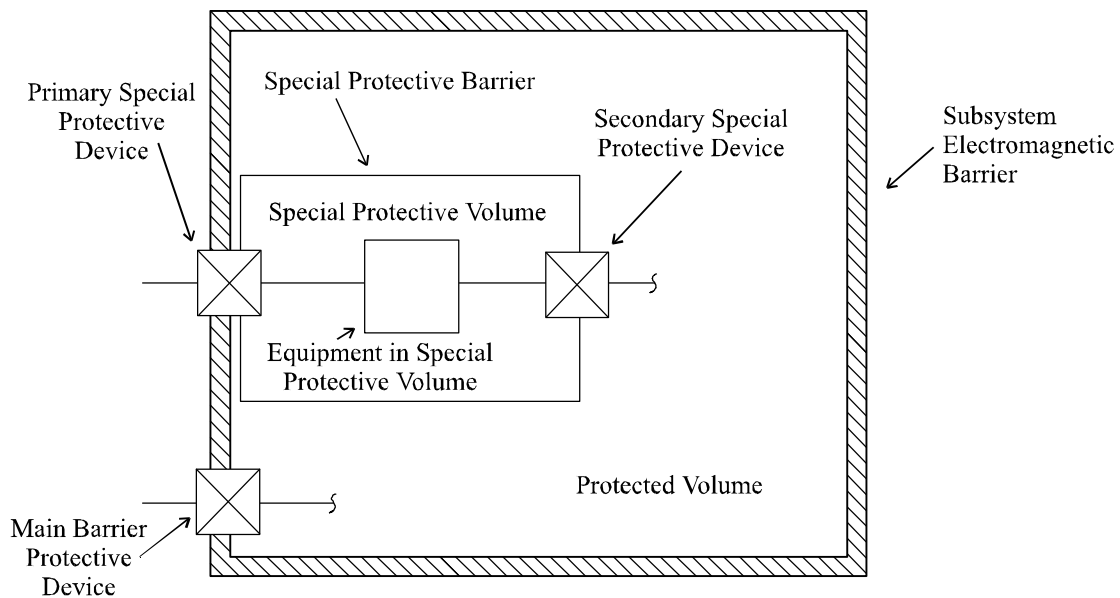 Primary Special
Protective
Device
Special Protective Barrier
Secondary Special
Protective Device
Subsystem
Electromagnetic
Barrier
Special Protective Volume
Equipment in Special
Protective Volume
Protected Volume
Main Barrier
Protective
Device